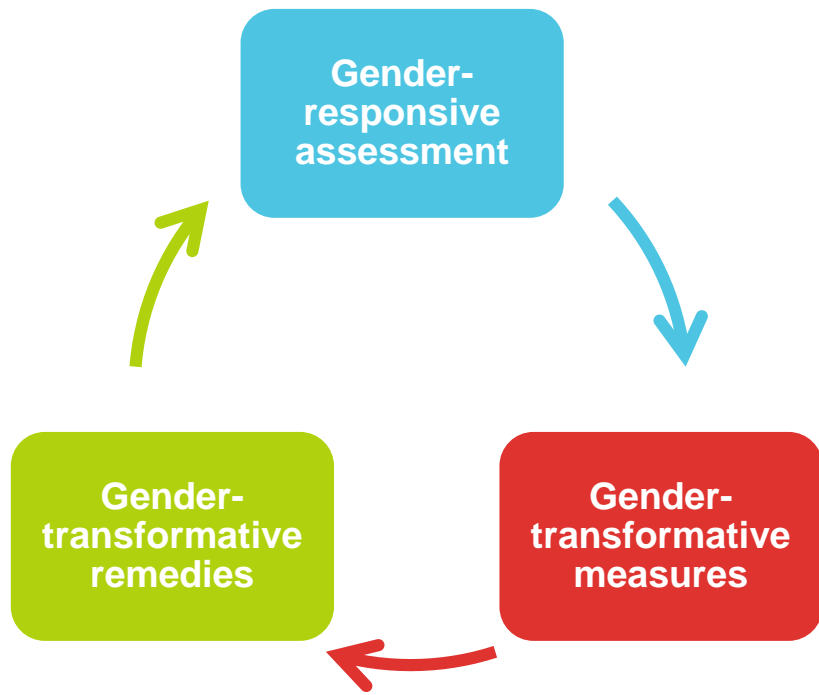 Gender-
responsive
assessment
Gender-
transformative
remedies
Gender-
transformative
measures